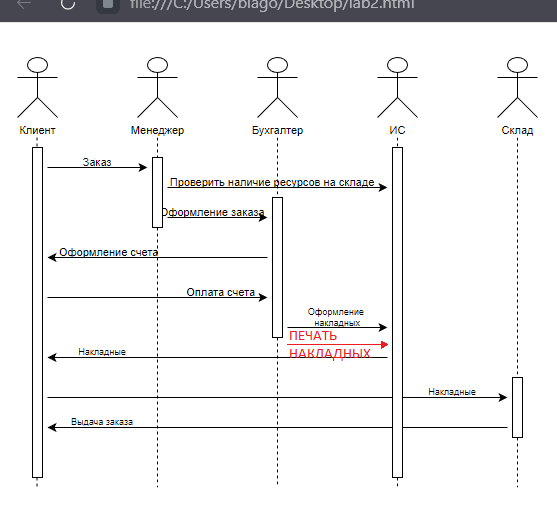 file:///C:/Users/blago/Desktop/lab2.html
Клиент
Менеджер
Бухгалтер
ИС
Склад
Заказ
Проверить наличие ресурсов на складе
Оформление заказа
Оформление счета
Оплата счета
Оформление
накладных
ПЕЧАТЬ
НАКЛАДНЫХ
Накладные
Накладные
Выдача заказа